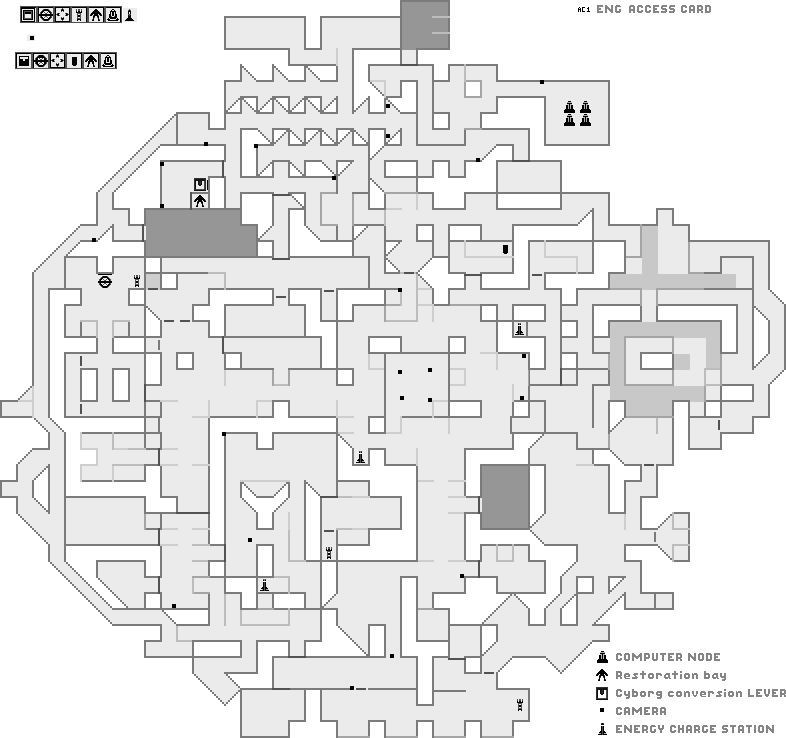 AC1 ENG ACCESS CARD
COMPUTER NODE
Restoration bay
Cyborg conversion LEVER
CAMERA
ENERGY CHARGE STATION